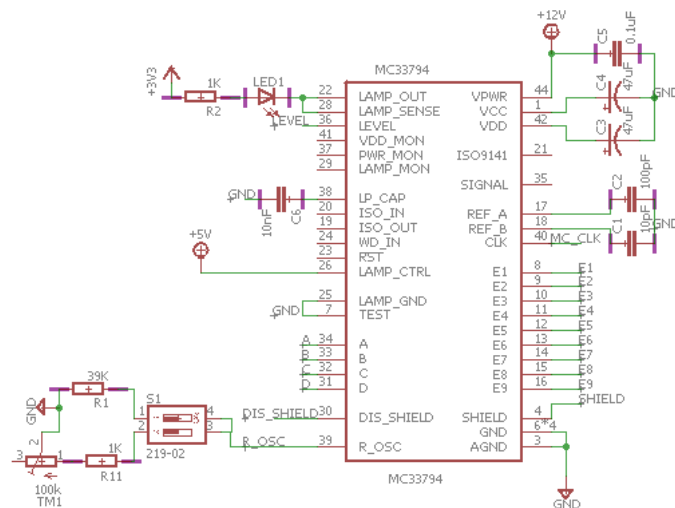 +12V
C5
0.1uF
MC33794
+3V3
1K
R2
LED1
22 LAMP_OUT VPWR 44
28 LAMP_SENSE VCC 1
LEVEL 36 LEVEL VDD 42
41 VDD_MON
37 PWR_MON ISO9141 21
29 LAMP_MON
SIGNAL 35
C4
47uF
GND
C3
47uF
GND 38 LP_CAP
10nF
C6
20 ISO_IN REF_A 17
19 ISO_OUT REF_B 18
24 WD_IN CLK 40 MC_CLK
23 RST
+5V
26 LAMP_CTRL E1 8 E1
C2
100pF
GND
C1
10pF
E2 9 E2
GND 25 LAMP_GND E3 10 E3
7 TEST E4 11 E4
E5 12 E5
A 34 A E6 13 E6
B 33 B E7 14 E7
C 32 C E8 15 E8
D 31 D E9 16 E9
SHIELD
DIS_SHIELD 30 DIS_SHIELD SHIELD 4
GND 6*4
R_OSC 39 R_OSC AGND 3
39K
R1
GND
S1
1 4
2 3
219-02
2
3 1
1K
R11
100k
TM1
MC33794
GND